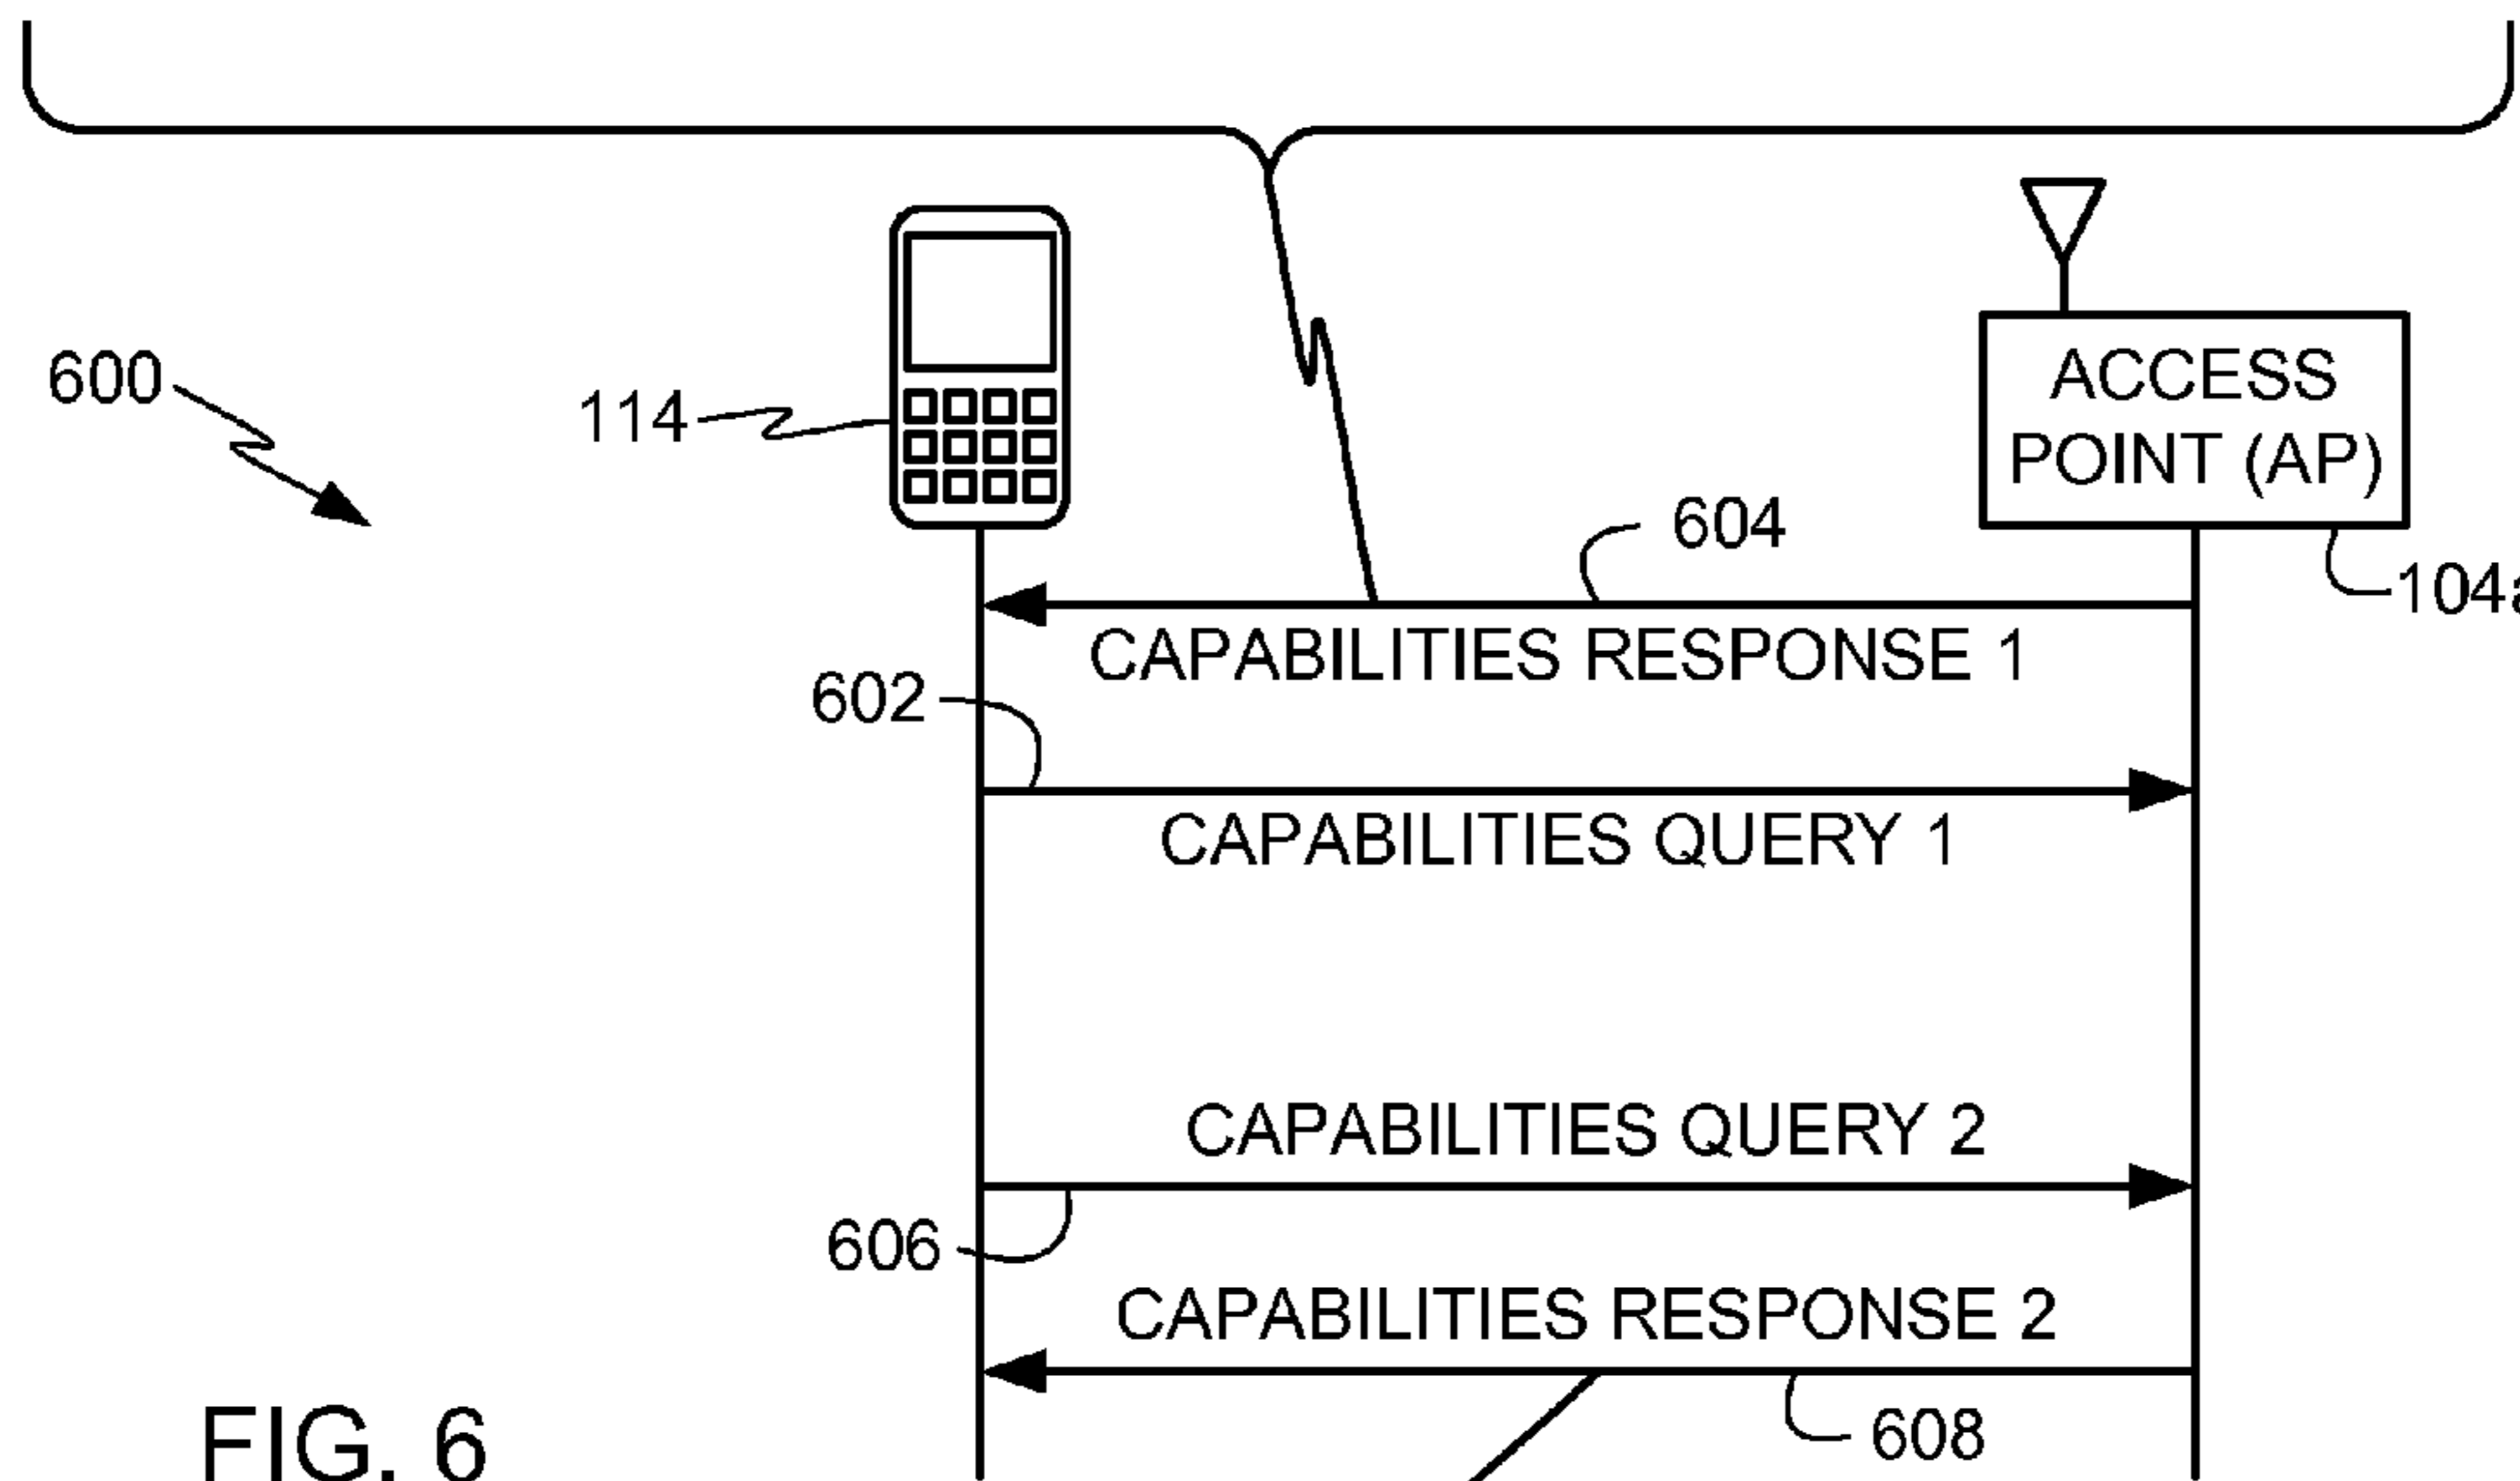 600
114
ACCESS
POINT (AP)
604
104a
CAPABILITIES RESPONSE 1
602
CAPABILITIES QUERY 1
CAPABILITIES QUERY 2
606
CAPABILITIES RESPONSE 2
608
FIG. 6